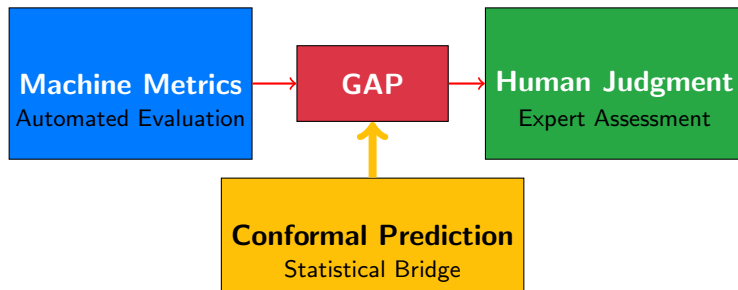 Machine Metrics
Automated Evaluation
GAP
Human Judgment
Expert Assessment
Conformal Prediction
Statistical Bridge